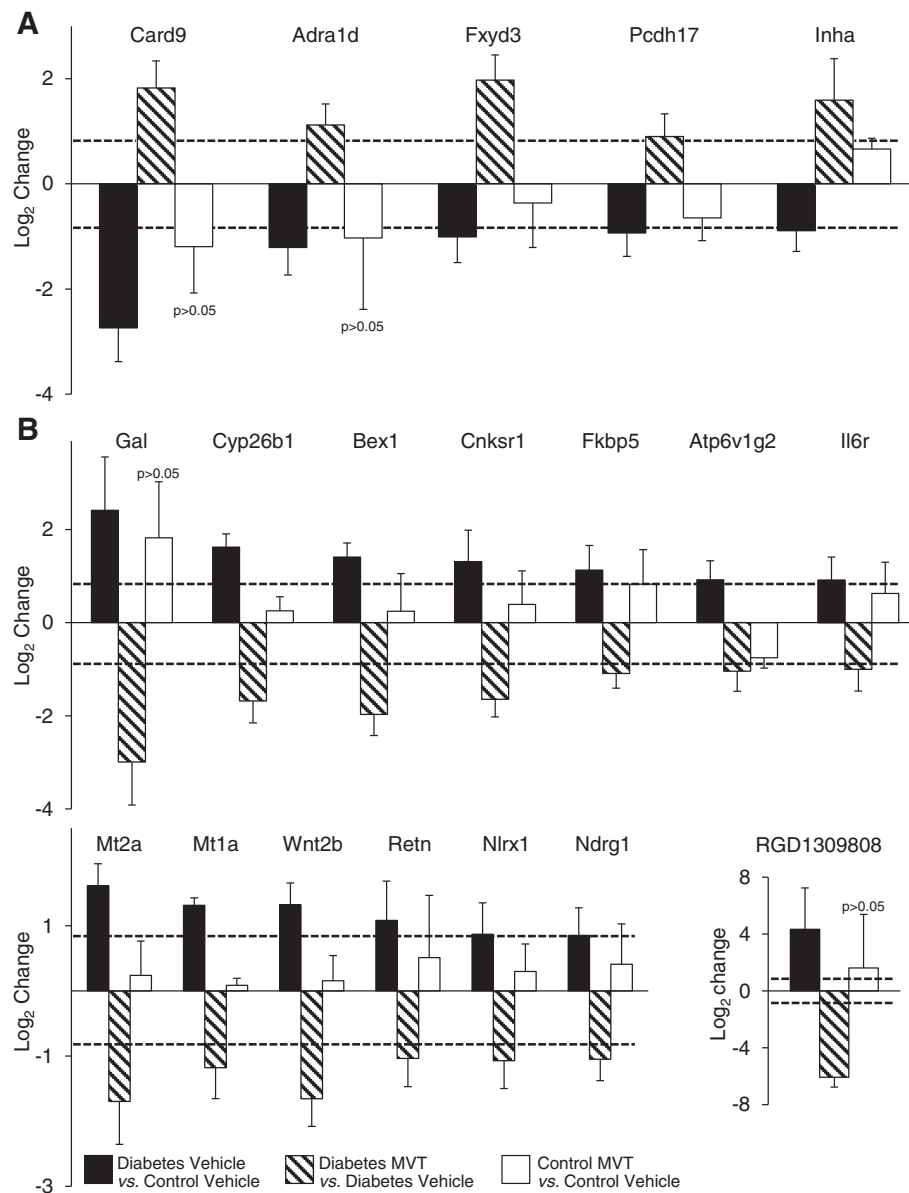 A
Card9 Adra1d Fxyd3 Pcdh17 Inha
2
0
-2
-4
Log2 Change
p>0.05
p>0.05
B
Gal Cyp26b1 Bex1 Cnksr1 Fkbp5 Atp6v1g2 Il6r
p>0.05
2
0
-2
-4
Log2 Change
Mt2a Mt1a Wnt2b Retn Nlrx1 Ndrg1
1
-1
-3
Log2 Change
RGD1309808
8
4
0
-4
-8
Log2 change
p>0.05
Diabetes Vehicle
vs. Control Vehicle
Diabetes MVT
vs. Diabetes Vehicle
Control MVT
vs. Control Vehicle